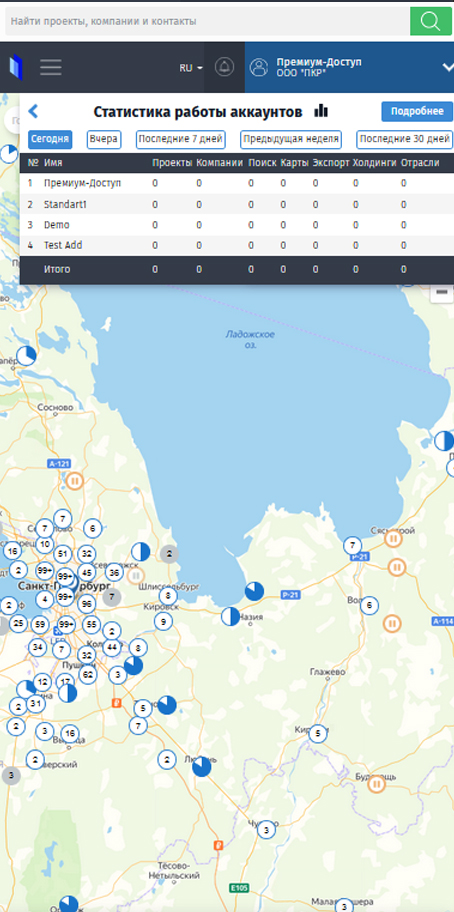 Найти проекты, компании и контакты
RU
Премиум-Доступ
ООО "ПКР"
Статистика работы аккаунтов
Подробнее
Сегодня
Вчера
Последние 7 дней
Предыдущая неделя
Последние 30 дней
№ Имя Проекты Компании Поиск Карты Экспорт Холдинги Отрасли
1 Премиум-Доступ 0 0 0 0 0 0 0
2 Standart1 0 0 0 0 0 0 0
3 Demo 0 0 0 0 0 0 0
4 Test Add 0 0 0 0 0 0 0
Итого 0 0 0 0 0 0 0
Ладожское
оз.
Сосново
А-121
7
7
6
10
16
51
32
2
7
Р-21
2
99+
99+
45
36
Санкт-Петербург
Шлиссельбург
Р-21
4
99+
96
7
8
2
Кировск
6
25
59
99+
55
2
9
Назия
А-114
34
7
32
44
8
62
3
Глажево
12
17
2
31
5
2
3
16
7
5
2
2
3
3
Тёсово-
Нетыльский
Е105
3